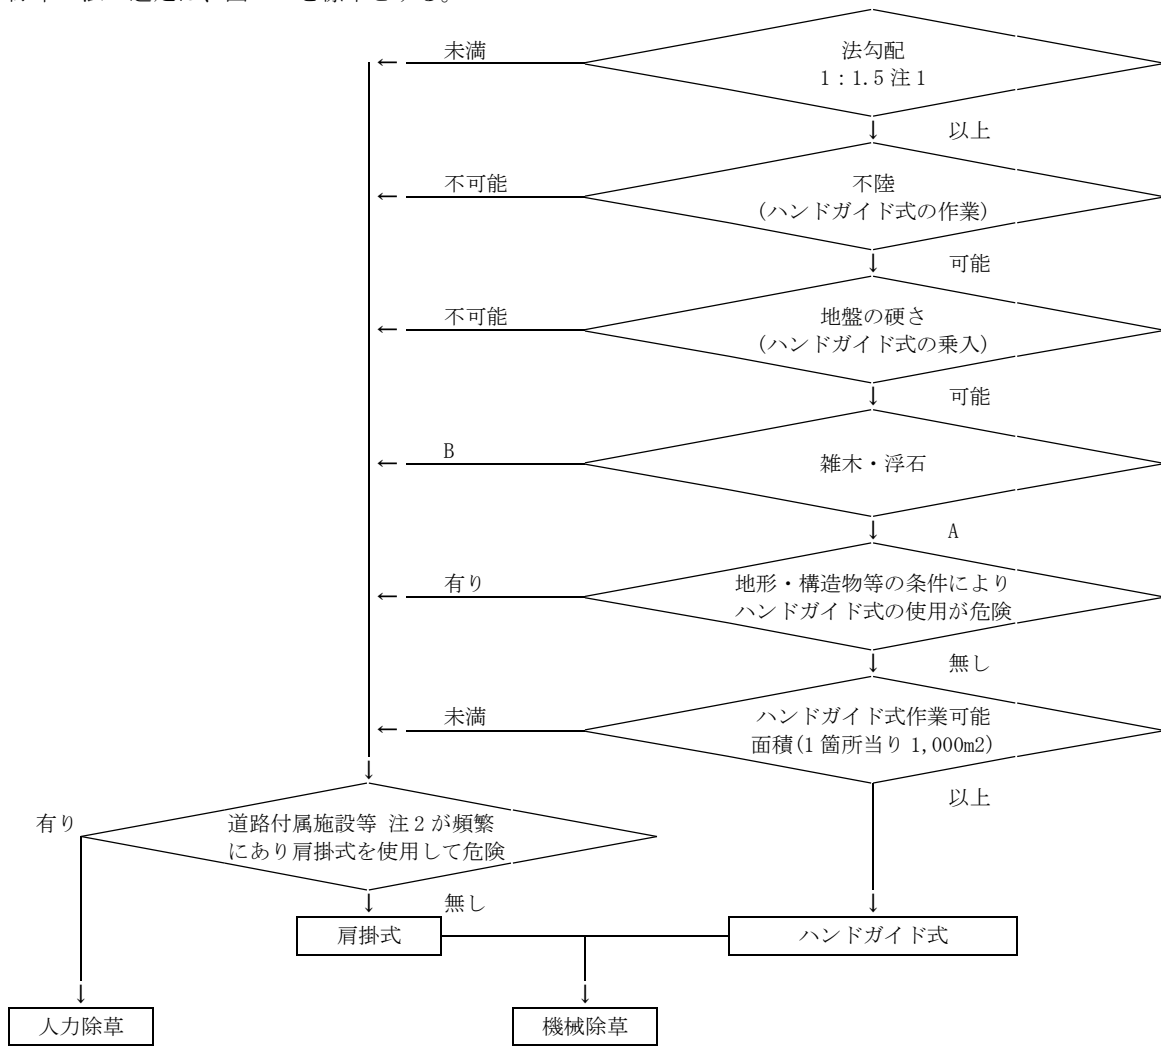 未満
法勾配
1：1.5 注1
以上
不可能
不陸
(ハンドガイド式の作業)
可能
不可能
地盤の硬さ
(ハンドガイド式の乗入)
可能
B
雑木・浮石
A
有り
地形・構造物等の条件により
ハンドガイド式の使用が危険
無し
未満
ハンドガイド式作業可能
面積(1箇所当り1,000m2)
以上
有り
道路付属施設等 注2が頻繁
にあり肩掛式を使用して危険
無し
肩掛式
ハンドガイド式
人力除草
機械除草